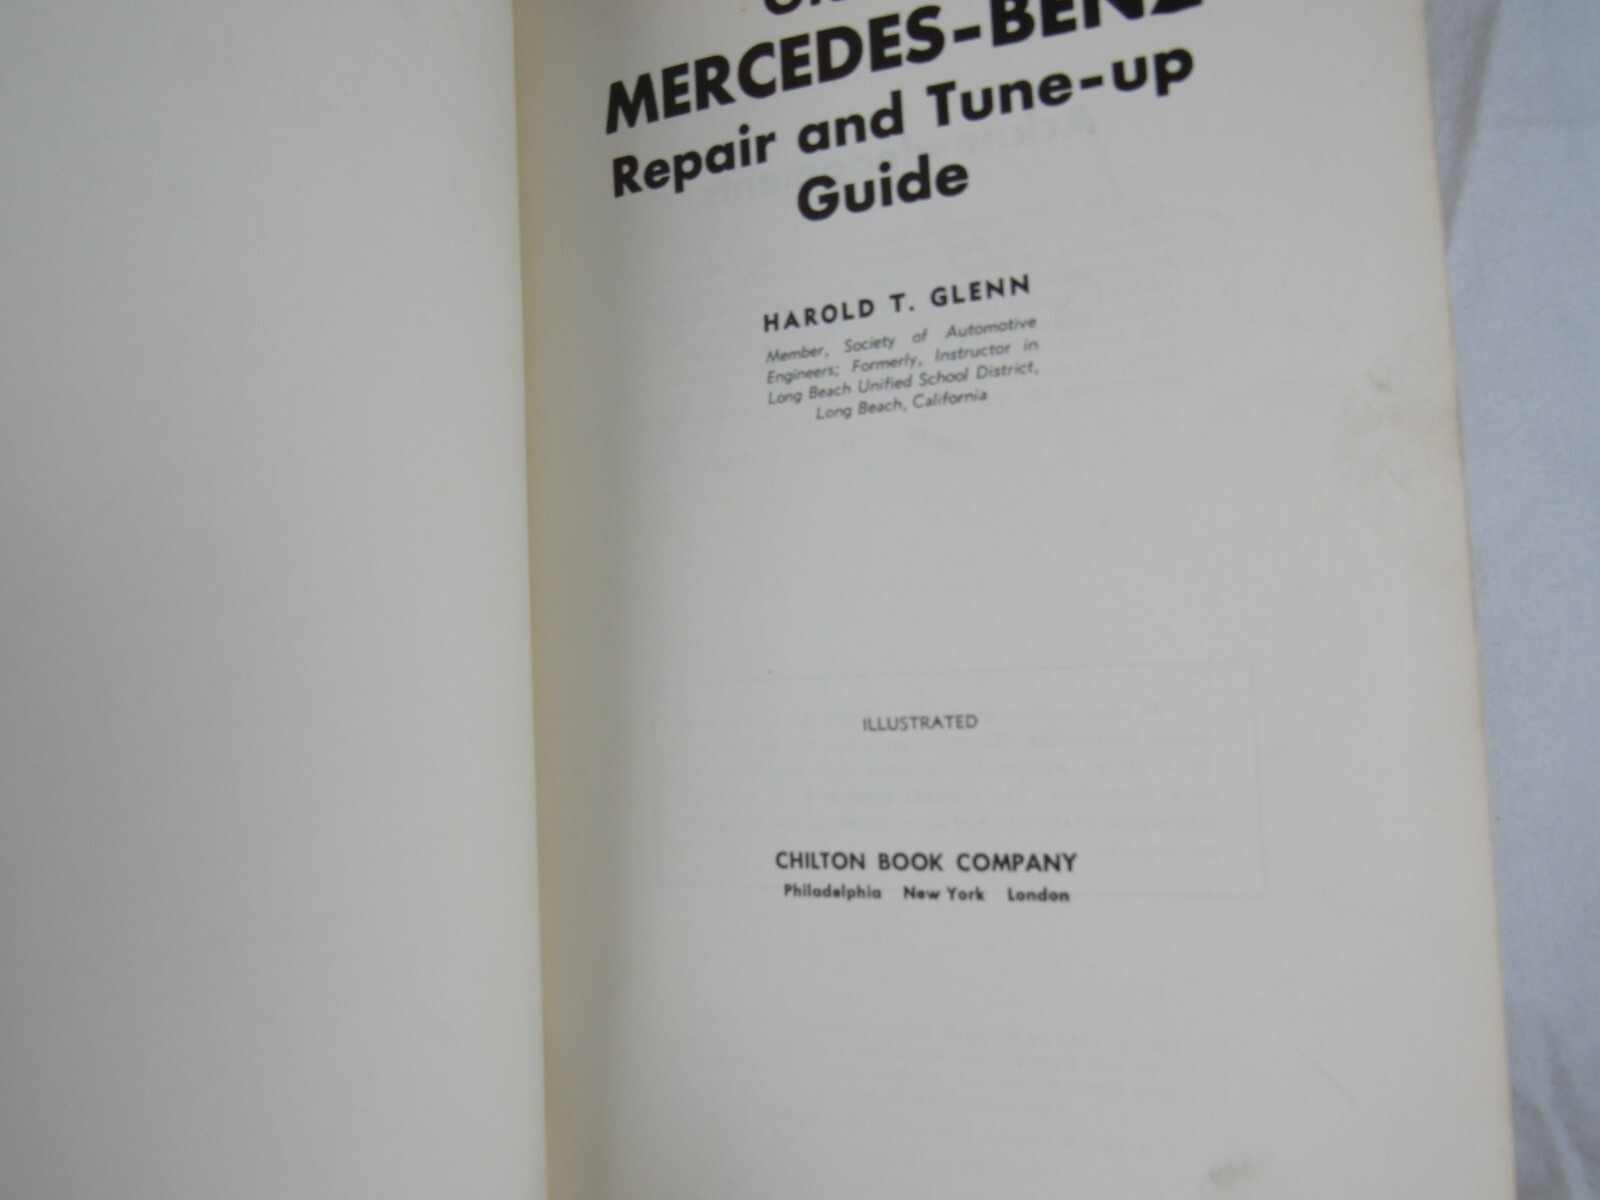 MERCEDES-BENZ
Repair and Tune-up
Guide
HAROLD T. GLENN
Member, Society of Automotive
Engineers; Formerly, Instructor in
Long Beach Unified School District,
Long Beach, California
ILLUSTRATED
CHILTON BOOK COMPANY
Philadelphia New York London